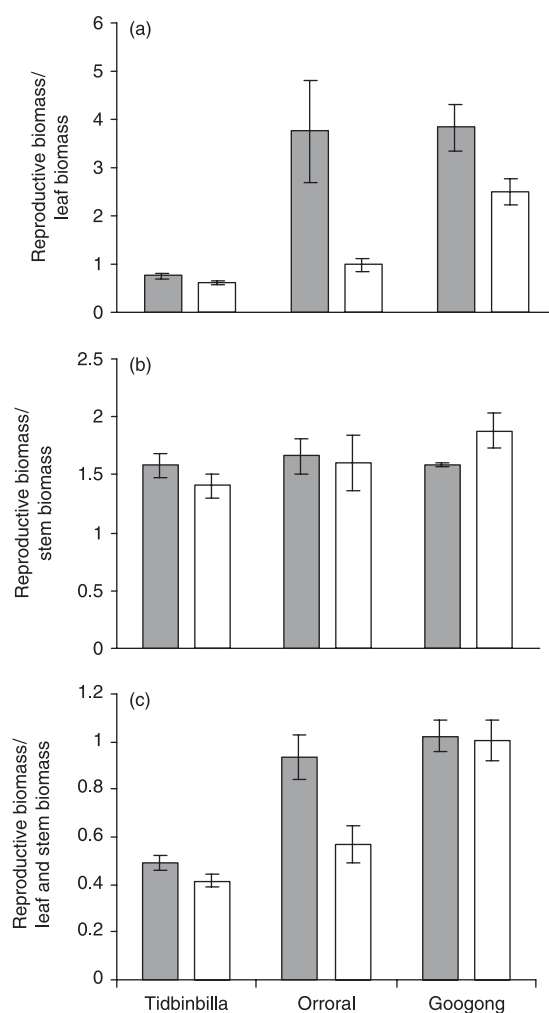 (a)
Reproductive biomass/
leaf biomass
6
5
4
3
2
1
0
(b)
Reproductive biomass/
stem biomass
2.5
2
1.5
1
0.5
0
(c)
Reproductive biomass/
leaf and stem biomass
1.2
1
0.8
0.6
0.4
0.2
0
Tidbinbilla Orroral Googong